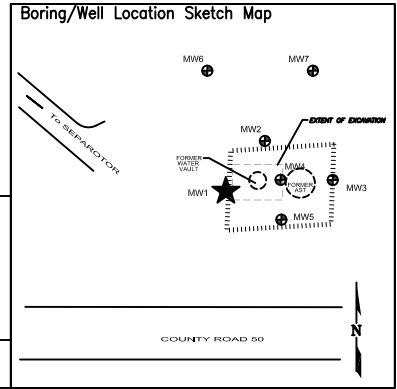 Boring/Well Location Sketch Map
MW6
MW7
To SEPAROTOR
MW2
EXTENT OF EXCAVATION
FORMER
WATER
VAULT
MW4
FORMER
AST
MW1
MW3
MW5
N
COUNTY ROAD 50